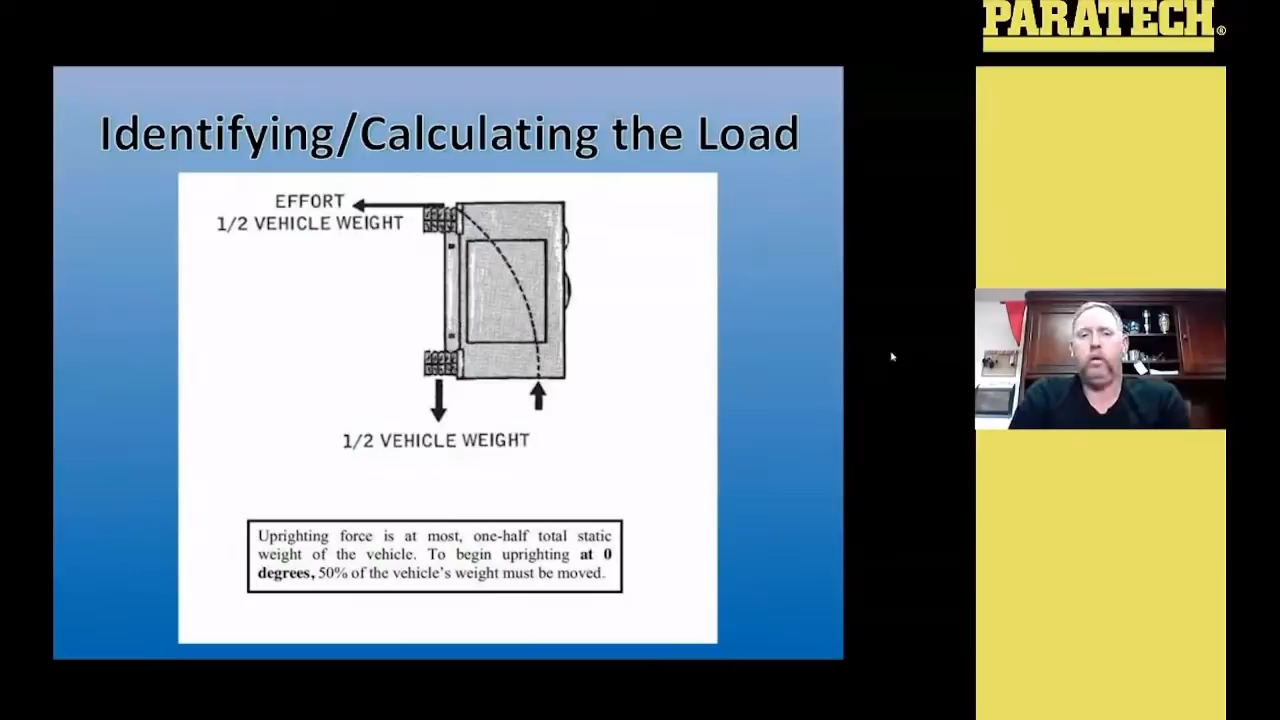 PARATECH®
Identifying/Calculating the Load
EFFORT
1/2 VEHICLE WEIGHT
1/2 VEHICLE WEIGHT
Uprighting force is at most, one-half total static
weight of the vehicle. To begin uprighting at 0
degrees, 50% of the vehicle's weight must be moved.